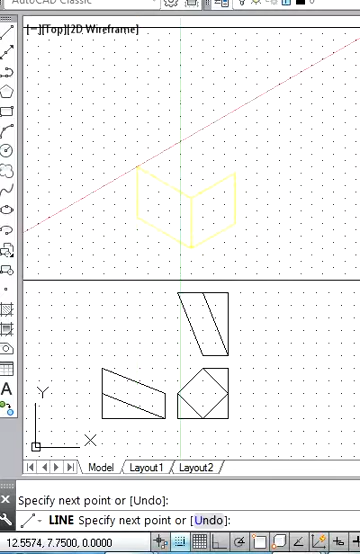 AutoCAD Classic
[−][Top][2D Wireframe]
A
Y
X
Model Layout1 Layout2
Specify next point or [Undo]:
LINE Specify next point or [Undo]:
12.5574, 7.7500, 0.0000